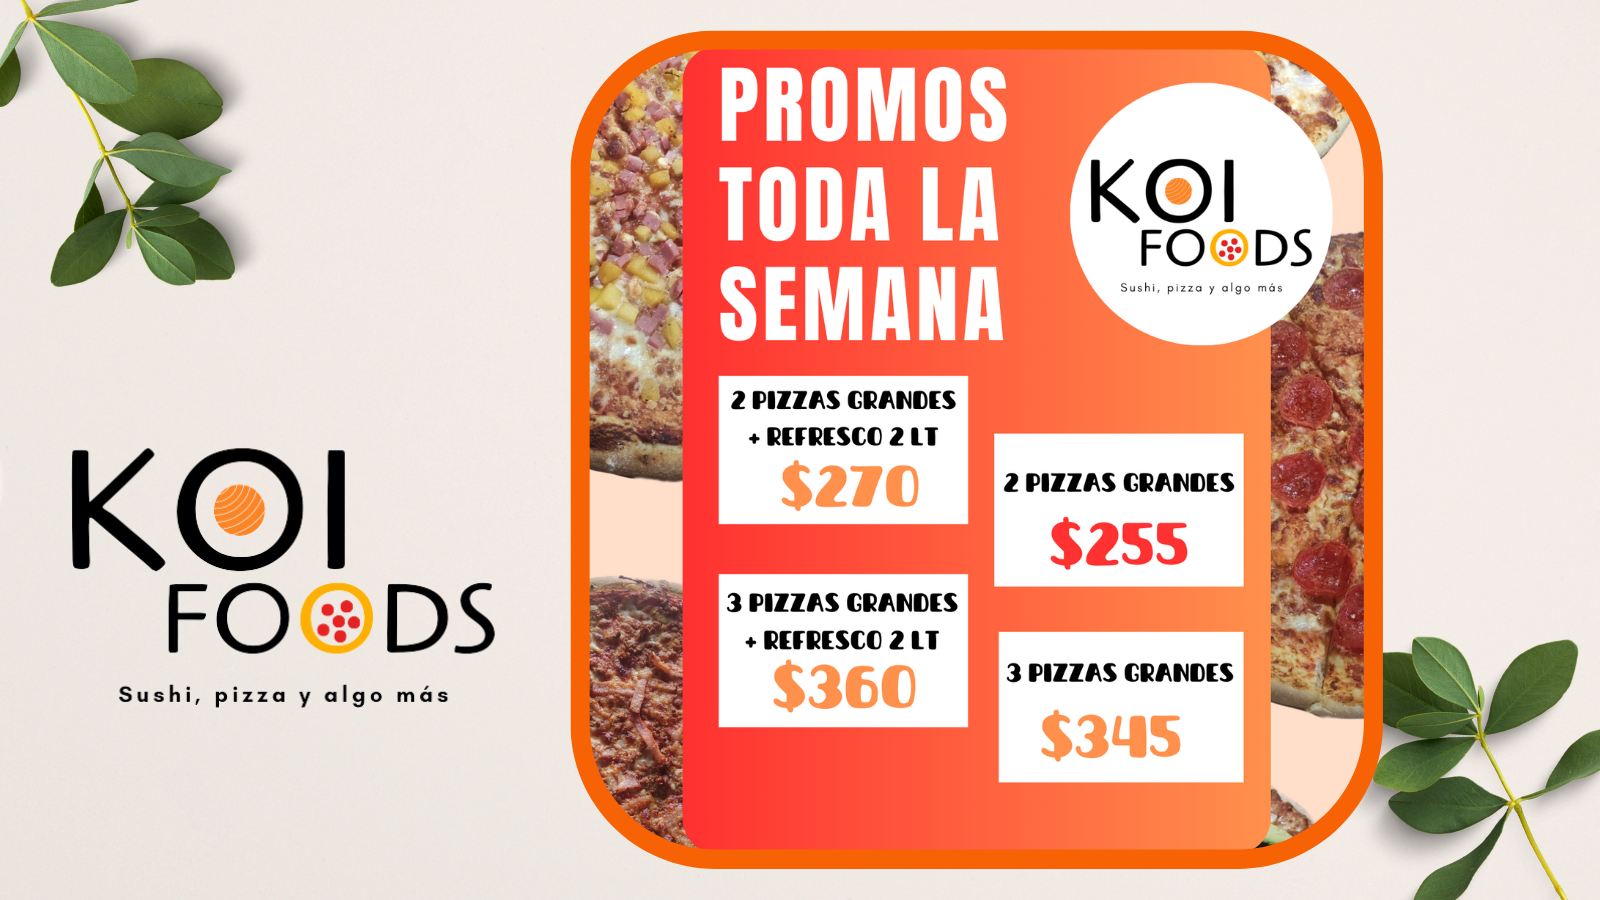 KOI
FOODS
Sushi, pizza y algo más
PROMOS
TODA LA
SEMANA
KOI
FOODS
Sushi, pizza y algo más
2 PIZZAS GRANDES
+ REFRESCO 2 LT
$270
2 PIZZAS GRANDES
$255
3 PIZZAS GRANDES
+ REFRESCO 2 LT
$360
3 PIZZAS GRANDES
$345